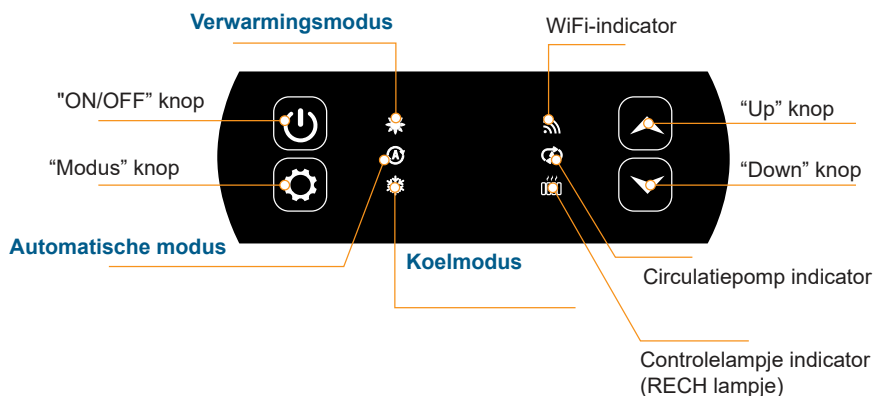 Verwarmingsmodus
WiFi-indicator
"ON/OFF” knop
“Up” knop
“Modus” knop
“Down” knop
A
Automatische modus
Koelmodus
Circulatiepomp indicator
Controlelampje indicator
(RECH lampje)